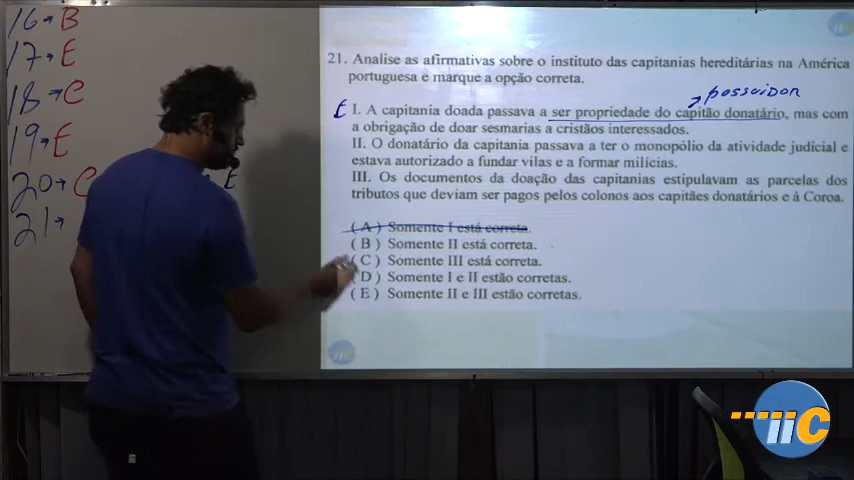 16→ B
17→ E
18→ C
19→ E
20→ C
21→
E
21. Analise as afirmativas sobre o instituto das capitanias hereditárias na América
portuguesa e marque a opção correta.
possuidor
E I. A capitania doada passava a ser propriedade do capitão donatário, mas com
a obrigação de doar sesmarias a cristãos interessados.
II. O donatário da capitania passava a ter o monopólio da atividade judicial e
estava autorizado a fundar vilas e a formar milícias.
III. Os documentos da doação das capitanias estipulavam as parcelas dos
tributos que deviam ser pagos pelos colonos aos capitães donatários e à Coroa.
( A ) Somente I está correta.
( B ) Somente II está correta.
( C ) Somente III está correta.
( D ) Somente I e II estão corretas.
( E ) Somente II e III estão corretas.
iiC